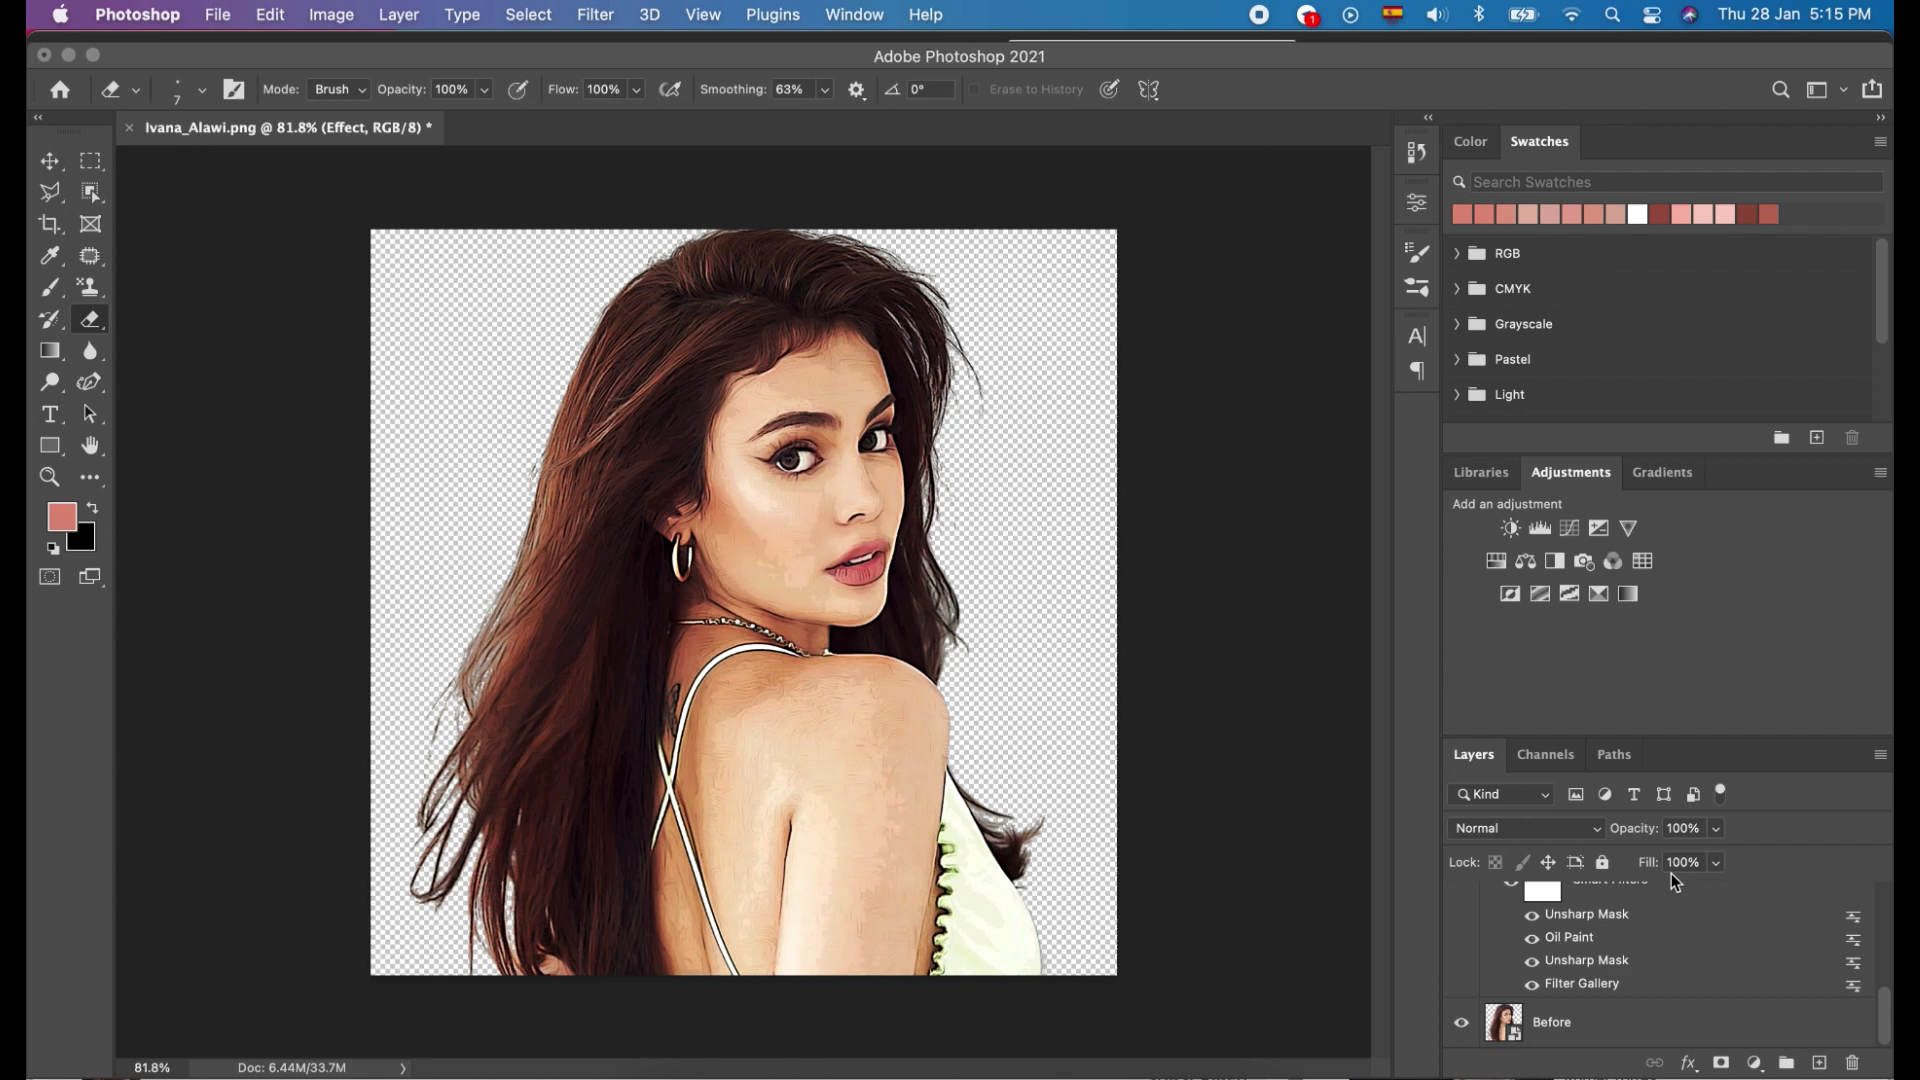 Photoshop File Edit Image Layer Type Select Filter 3D View Plugins Window Help 1 Thu 28 Jan 5:15 PM
Adobe Photoshop 2021
7 Mode: Brush Opacity: 100% Flow: 100% Smoothing: 63% 0° Erase to History
Ivana_Alawi.png @ 81.8% (Effect, RGB/8) *
Color Swatches
Search Swatches
RGB
CMYK
Grayscale
Pastel
Light
Libraries Adjustments Gradients
Add an adjustment
Layers Channels Paths
Kind
Normal Opacity: 100%
Lock: Fill: 100%
Unsharp Mask
Oil Paint
Unsharp Mask
Filter Gallery
Before
81.8% Doc: 6.44M/33.7M